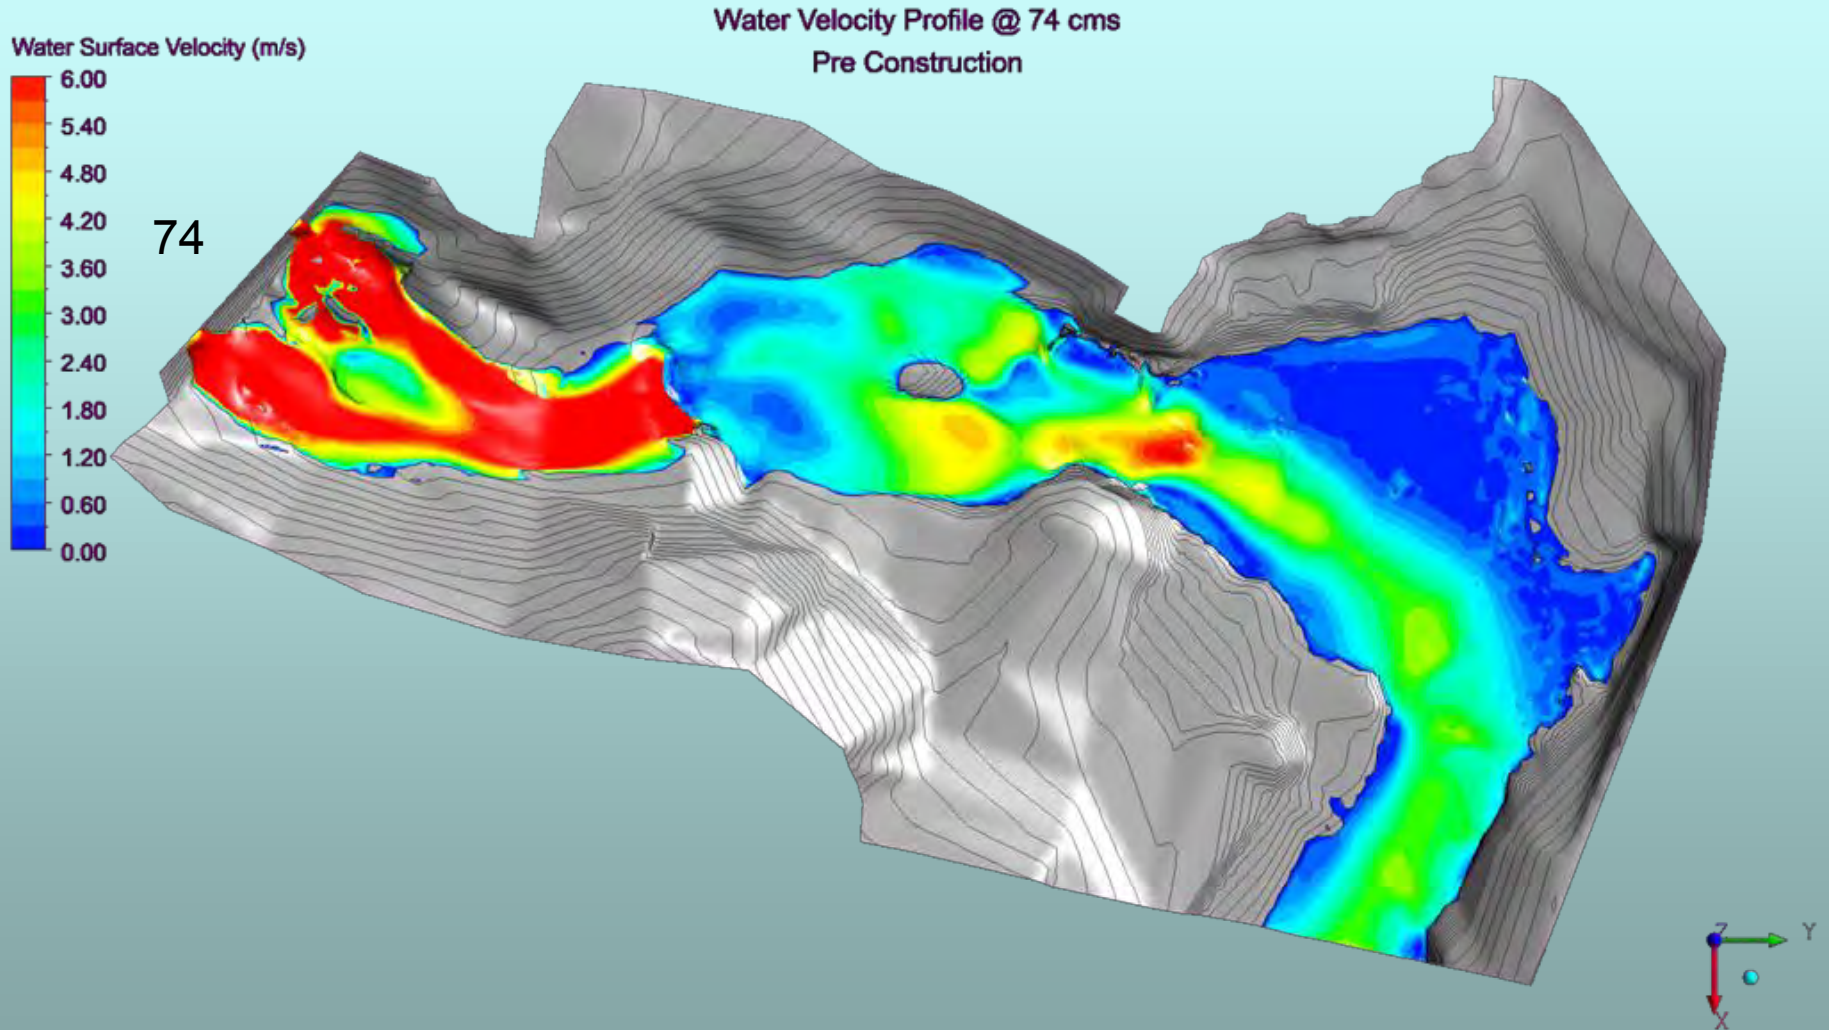 Water Velocity Profile @ 74 cms
Pre Construction
Water Surface Velocity (m/s)
6.00
5.40
4.80
4.20
3.60
3.00
2.40
1.80
1.20
0.60
0.00
74
Z
Y
X